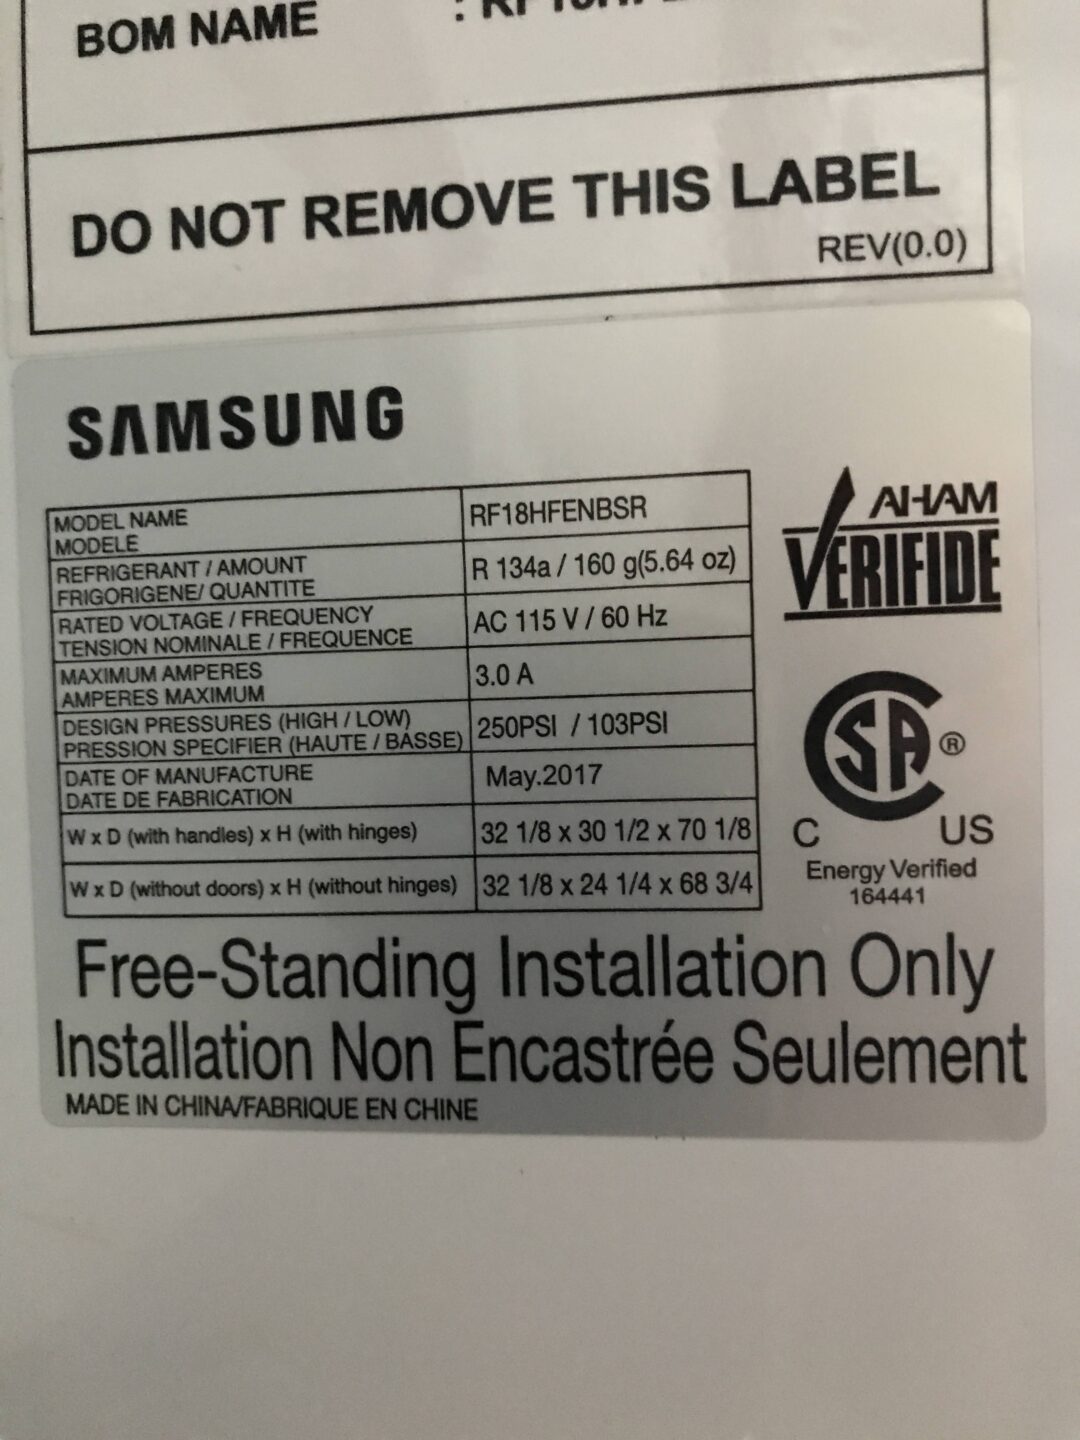 BOM NAME :
DO NOT REMOVE THIS LABEL
REV(0.0)
SAMSUNG
MODEL NAME
MODELE
RF18HFENBSR
REFRIGERANT / AMOUNT
FRIGORIGENE/ QUANTITE
R 134a / 160 g(5.64 oz)
RATED VOLTAGE / FREQUENCY
TENSION NOMINALE / FREQUENCE
AC 115 V / 60 Hz
MAXIMUM AMPERES
AMPERES MAXIMUM
3.0 A
DESIGN PRESSURES (HIGH / LOW)
PRESSION SPECIFIER (HAUTE / BASSE)
250PSI / 103PSI
DATE OF MANUFACTURE
DATE DE FABRICATION
May.2017
W x D (with handles) x H (with hinges)
32 1/8 x 30 1/2 x 70 1/8
W x D (without doors) x H (without hinges)
32 1/8 x 24 1/4 x 68 3/4
AHAM
VERIFIDE
SA ®
C US
Energy Verified
164441
Free-Standing Installation Only
Installation Non Encastrée Seulement
MADE IN CHINA/FABRIQUE EN CHINE